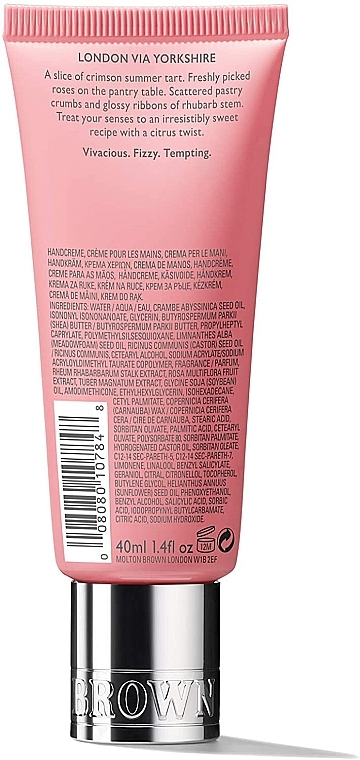 LONDON VIA YORKSHIRE
A slice of crimson summer tart. Freshly picked
roses on the pantry table. Scattered pastry
crumbs and glossy ribbons of rhubarb stem.
Treat your senses to an irresistibly sweet
recipe with a citrus twist.
Vivacious. Fizzy. Tempting.
HANDCREME, CRÈME POUR LES MAINS, CREMA PER LE MANI,
HANDKRÄM, ΚΡΕΜΑ ΧΕΡΙΩΝ, CREMA DE MANOS, HANDCREME,
CREME PARA AS MÃOS, HÅNDCREME, KÄSIVOIDE, HÅNDKREM,
KREMA ZA RUKE, KRÉM NA RUCE, КРЕМ ЗА РЪЦЕ, KÉZKRÉM,
CREMĂ DE MÂINI, KREM DO RĄK.
INGREDIENTS: WATER / AQUA / EAU, CRAMBE ABYSSINICA SEED OIL,
ISONONYL ISONONANOATE, GLYCERIN, BUTYROSPERMUM PARKII
(SHEA) BUTTER / BUTYROSPERMUM PARKII BUTTER, PROPYLHEPTYL
CAPRYLATE, POLYMETHYLSILSESQUIOXANE, LIMNANTHES ALBA
(MEADOWFOAM) SEED OIL, RICINUS COMMUNIS (CASTOR) SEED OIL
/ RICINUS COMMUNIS, CETEARYL ALCOHOL, SODIUM ACRYLATE/SODIUM
ACRYLOYLDIMETHYL TAURATE COPOLYMER, FRAGRANCE / PARFUM,
RHEUM RHABARBARUM STALK EXTRACT, ROSA MULTIFLORA FRUIT
EXTRACT, TUBER MAGNATUM EXTRACT, GLYCINE SOJA (SOYBEAN)
OIL, AMODIMETHICONE, ETHYLHEXYLGLYCERIN, ISOHEXADECANE,
CETYL PALMITATE, COPERNICIA CERIFERA
(CARNAUBA) WAX / COPERNICIA CERIFERA
CERA / CIRE DE CARNAUBA, STEARIC ACID,
SORBITAN OLIVATE, PALMITIC ACID, CETEARYL
OLIVATE, POLYSORBATE 80, SORBITAN PALMITATE,
HYDROGENATED CASTOR OIL, SORBITAN OLEATE,
C12-14 SEC-PARETH-5, C12-14 SEC-PARETH-7,
LIMONENE, LINALOOL, BENZYL SALICYLATE,
GERANIOL, CITRAL, CITRONELLOL, TOCOPHEROL,
BUTYLENE GLYCOL, HELIANTHUS ANNUUS
(SUNFLOWER) SEED OIL, PHENOXYETHANOL,
BENZYL ALCOHOL, SALICYLIC ACID, SORBIC
ACID, IODOPROPYNYL BUTYLCARBAMATE,
CITRIC ACID, SODIUM HYDROXIDE.
0 08080 10784 8
40ml 1.4fl oz
12M
MOLTON BROWN LONDON W1B 2EF
BROWN